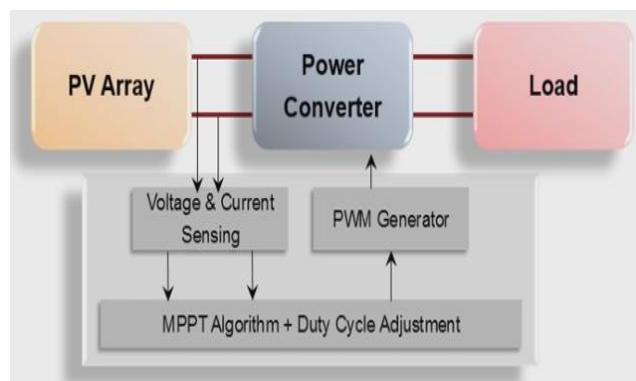 PV Array
Power
Converter
Load
Voltage & Current
Sensing
PWM Generator
MPPT Algorithm + Duty Cycle Adjustment